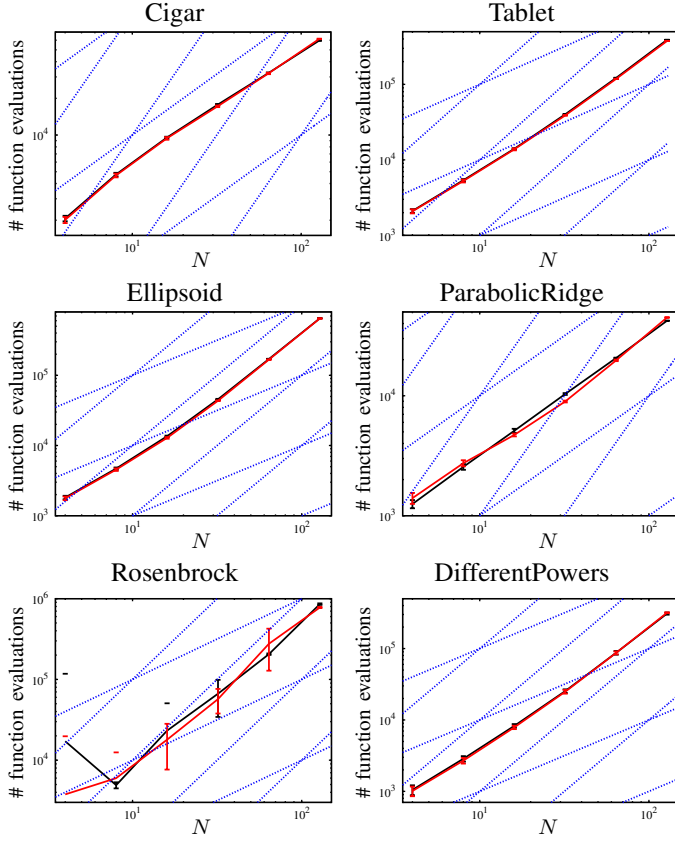 Cigar
# function evaluations
10^4
10^1
10^2
N
Tablet
# function evaluations
10^5
10^4
10^3
10^1
10^2
N
Ellipsoid
# function evaluations
10^5
10^4
10^3
10^1
10^2
N
ParabolicRidge
# function evaluations
10^4
10^3
10^1
10^2
N
Rosenbrock
# function evaluations
10^6
10^5
10^4
10^1
10^2
N
DifferentPowers
# function evaluations
10^5
10^4
10^3
10^1
10^2
N